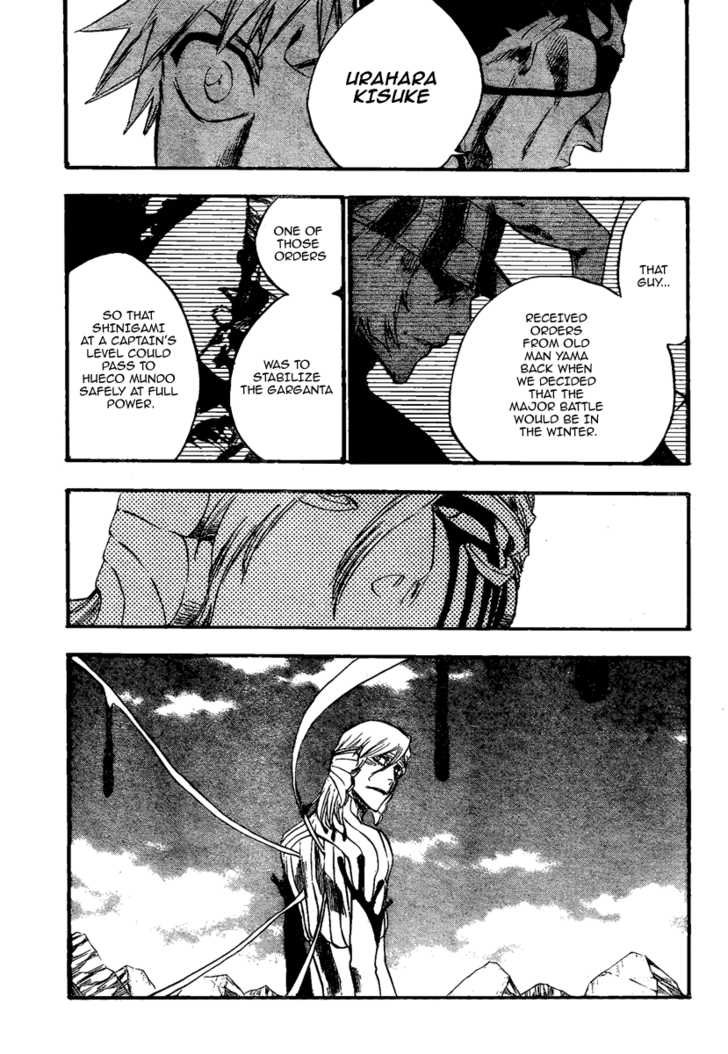 URAHARA
KISUKE
THAT
GUY...
RECEIVED
ORDERS
FROM OLD
MAN YAMA
BACK WHEN
WE DECIDED
THAT THE
MAJOR BATTLE
WOULD BE IN
THE WINTER.
ONE OF
THOSE
ORDERS
WAS TO
STABILIZE
THE GARGANTA
SO THAT
SHINIGAMI
AT A CAPTAIN'S
LEVEL COULD
PASS TO
HUECO MUNDO
SAFELY AT FULL
POWER.